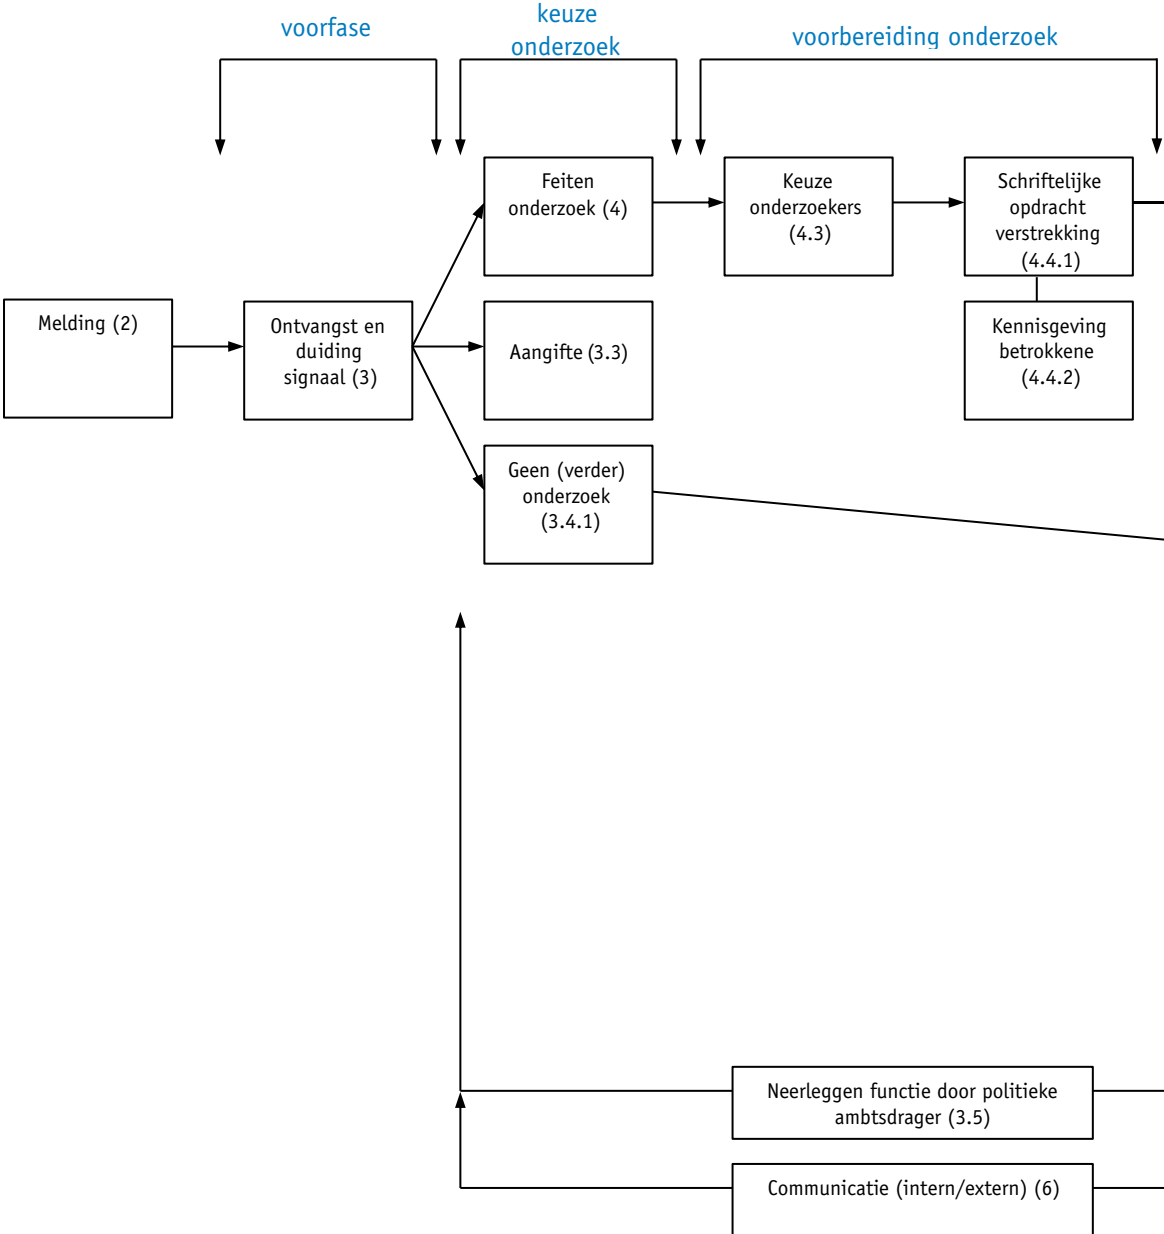 voorfase
keuze
onderzoek
voorbereiding onderzoek
Feiten
onderzoek (4)
Keuze
onderzoekers
(4.3)
Schriftelijke
opdracht
verstrekking
(4.4.1)
Melding (2)
Ontvangst en
duiding
signaal (3)
Aangifte (3.3)
Kennisgeving
betrokkene
(4.4.2)
Geen (verder)
onderzoek
(3.4.1)
Neerleggen functie door politieke
ambtsdrager (3.5)
Communicatie (intern/extern) (6)